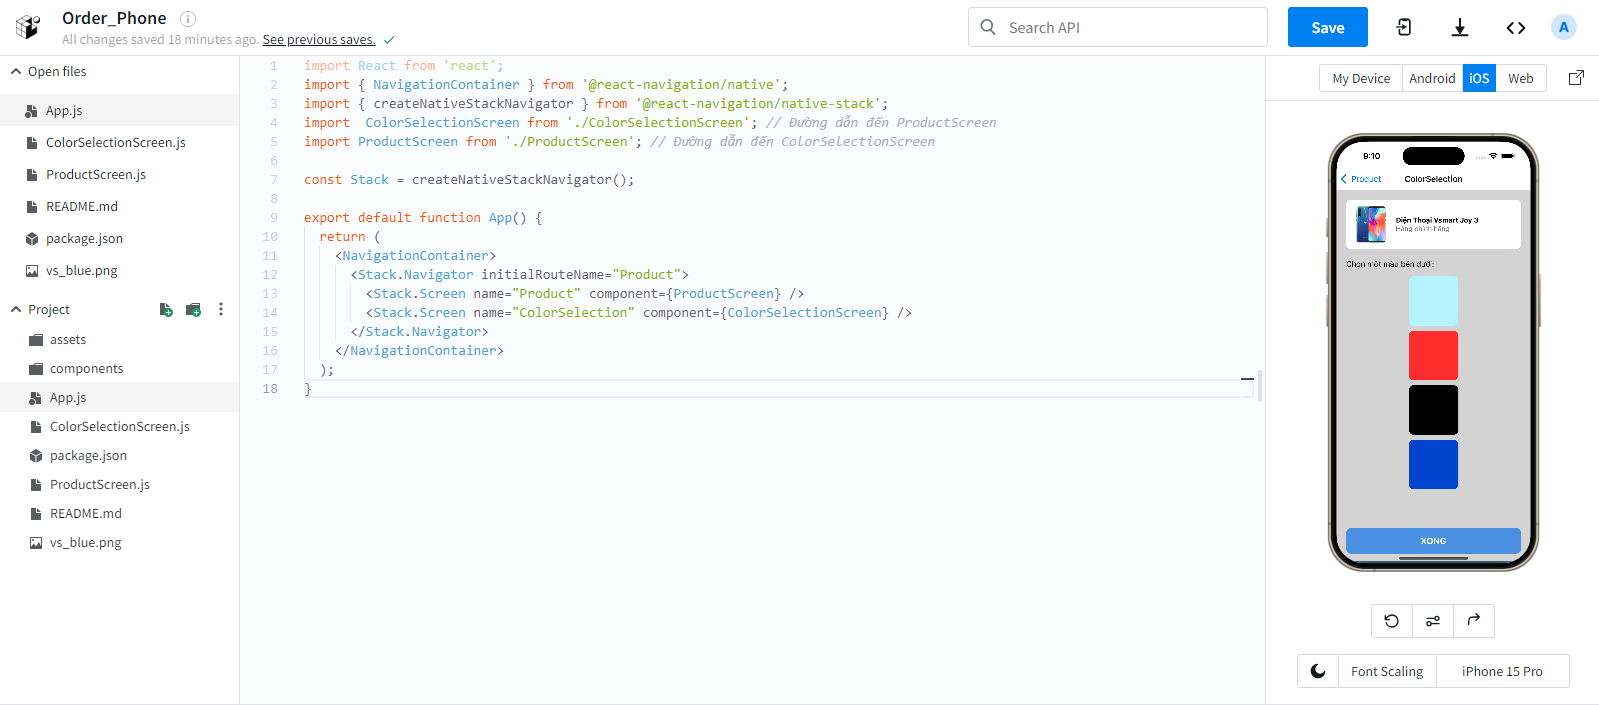 Order_Phone
All changes saved 18 minutes ago. See previous saves.
Search API
Save
A
Open files
App.js
ColorSelectionScreen.js
ProductScreen.js
README.md
package.json
vs_blue.png
Project
assets
components
App.js
ColorSelectionScreen.js
package.json
ProductScreen.js
README.md
vs_blue.png
1 import React from 'react';
2 import { NavigationContainer } from '@react-navigation/native';
3 import { createNativeStackNavigator } from '@react-navigation/native-stack';
4 import  ColorSelectionScreen from './ColorSelectionScreen'; // Đường dẫn đến ProductScreen
5 import ProductScreen from './ProductScreen'; // Đường dẫn đến ColorSelectionScreen
6
7 const Stack = createNativeStackNavigator();
8
9 export default function App() {
10   return (
11     <NavigationContainer>
12       <Stack.Navigator initialRouteName="Product">
13         <Stack.Screen name="Product" component={ProductScreen} />
14         <Stack.Screen name="ColorSelection" component={ColorSelectionScreen} />
15       </Stack.Navigator>
16     </NavigationContainer>
17   );
18 }
My Device Android iOS Web
9:10
Product ColorSelection
Điện Thoại Vsmart Joy 3
Hàng chính hãng
Chọn một màu bên dưới:
XONG
Font Scaling iPhone 15 Pro